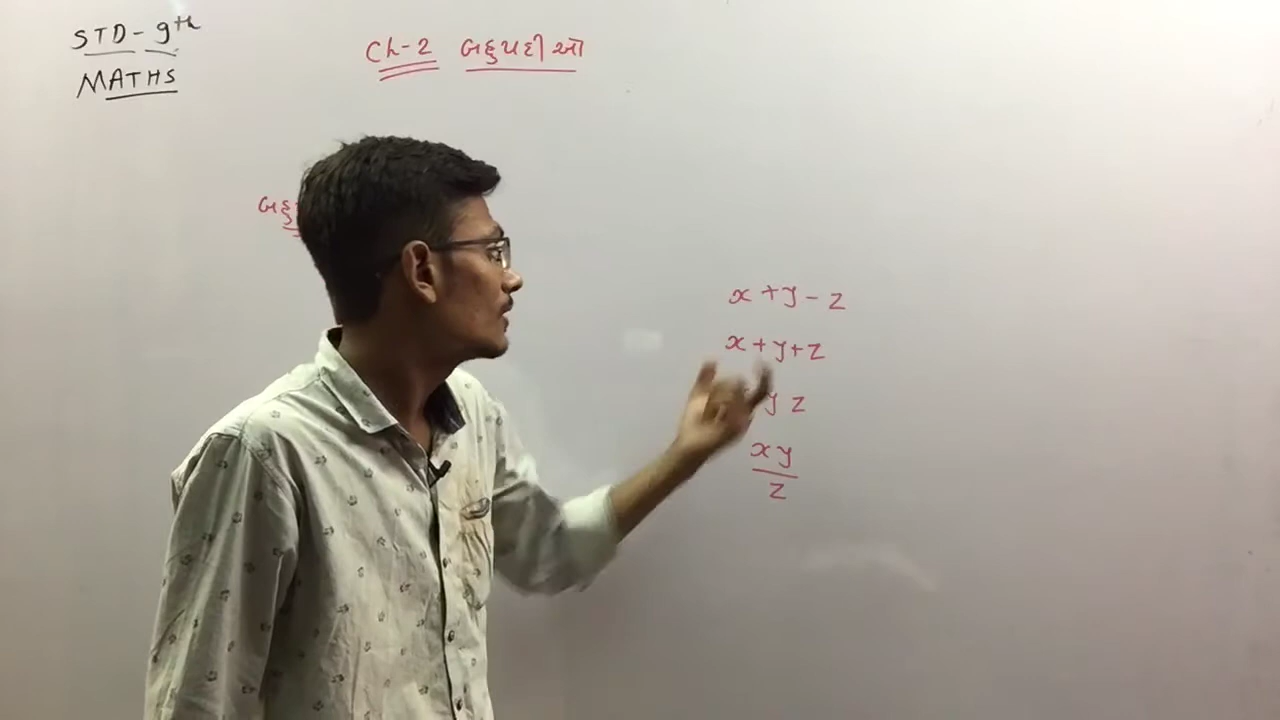 STD - 9th
MATHS
Ch-2 બહુપદીઓ
x + y - z
x + y + z
y z
xy
z